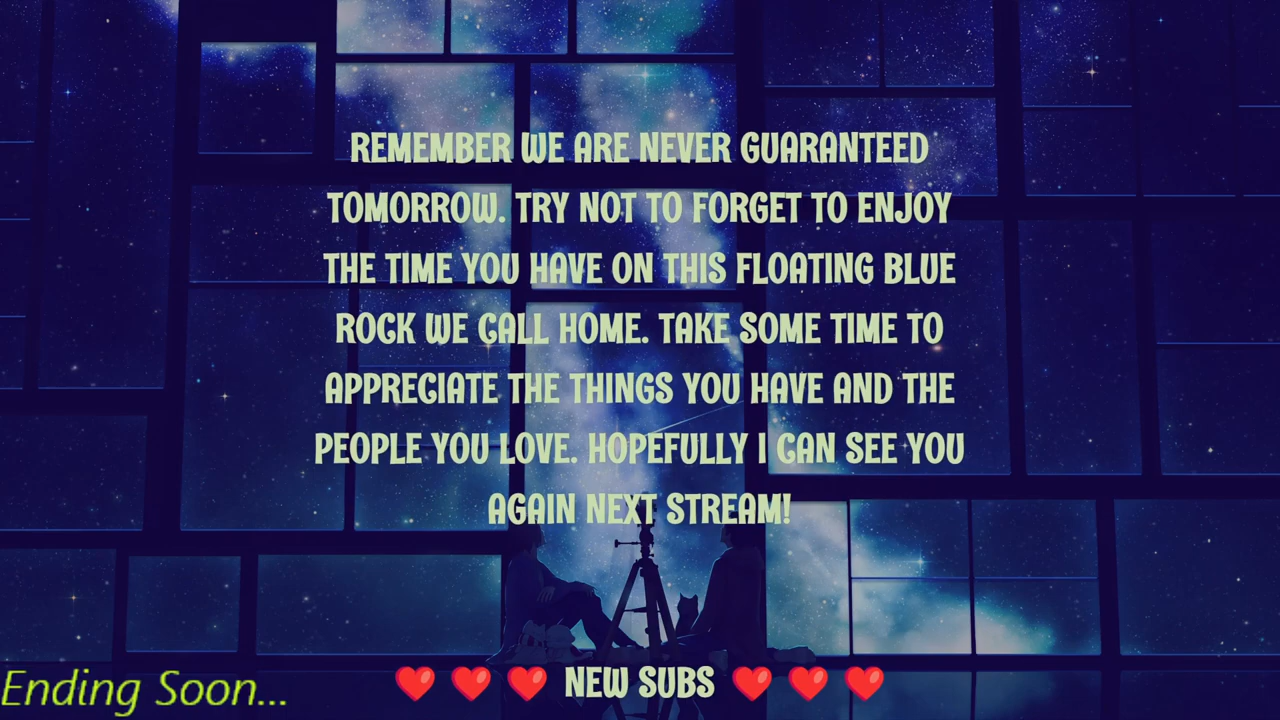 REMEMBER WE ARE NEVER GUARANTEED
TOMORROW. TRY NOT TO FORGET TO ENJOY
THE TIME YOU HAVE ON THIS FLOATING BLUE
ROCK WE CALL HOME. TAKE SOME TIME TO
APPRECIATE THE THINGS YOU HAVE AND THE
PEOPLE YOU LOVE. HOPEFULLY I CAN SEE YOU
AGAIN NEXT STREAM!
Ending Soon...
NEW SUBS